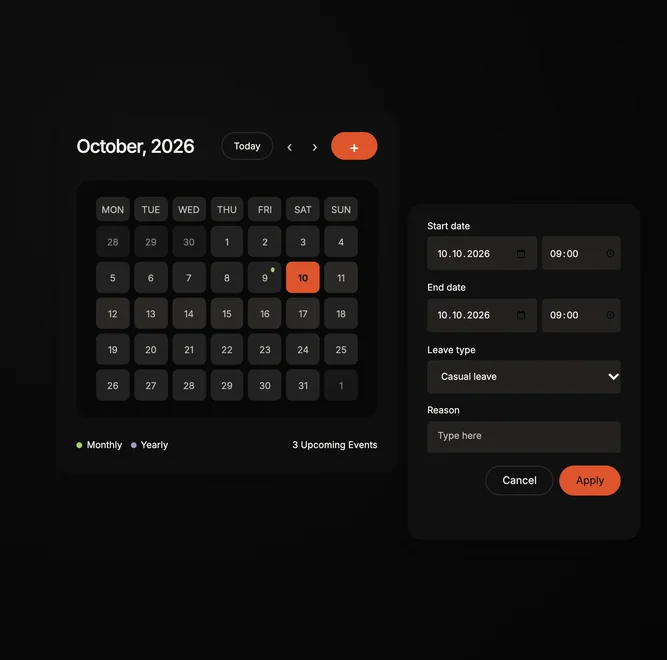 October, 2026 Today ‹ › +
MON TUE WED THU FRI SAT SUN
28 29 30 1 2 3 4
5 6 7 8 9 10 11
12 13 14 15 16 17 18
19 20 21 22 23 24 25
26 27 28 29 30 31 1
Monthly Yearly 3 Upcoming Events
Start date
10.10.2026 09:00
End date
10.10.2026 09:00
Leave type
Casual leave
Reason
Type here
Cancel Apply